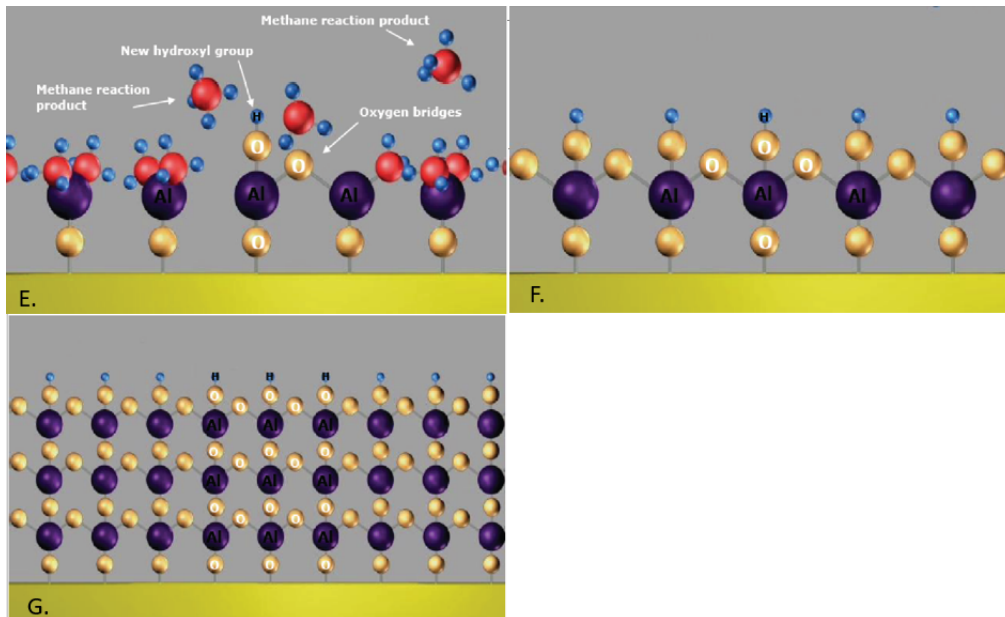 Methane reaction product
New hydroxyl group
Methane reaction
product
Oxygen bridges
H
O
O
Al
Al
Al
O
E.
H
O
O
O
Al
Al
Al
O
F.
H H H
O O O
O O
Al Al Al
O O O
O O
Al Al Al
O O O
O O
Al Al Al
O O O
G.